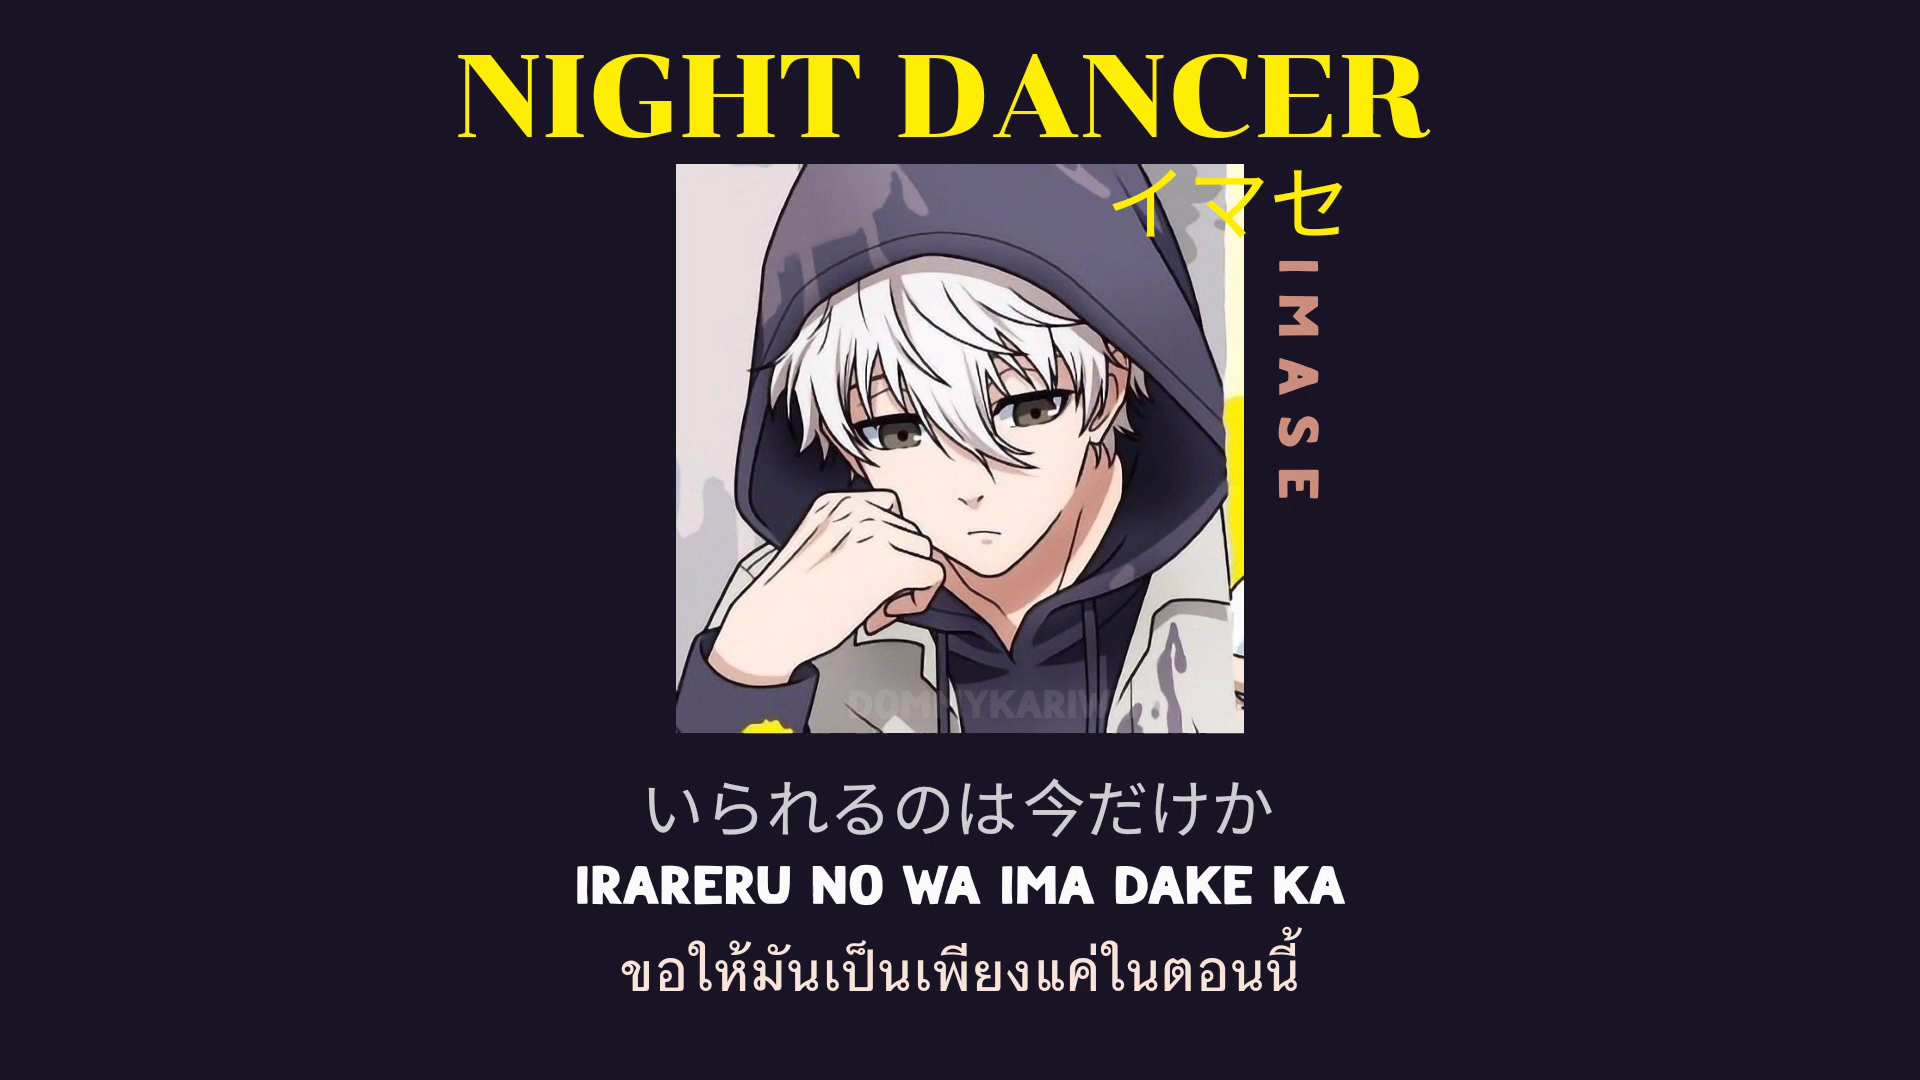 NIGHT DANCER
イマセ
IMASE
いられるのは今だけか
IRARERU NO WA IMA DAKE KA
ขอให้มันเป็นเพียงแค่ในตอนนี้